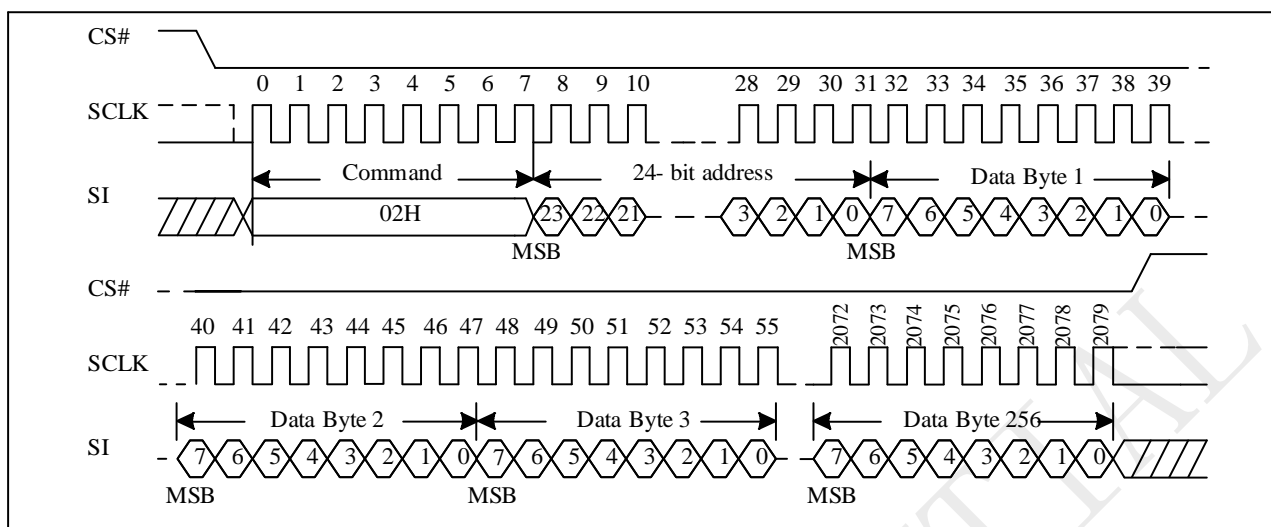 CS#
0 1 2 3 4 5 6 7 8 9 10 28 29 30 31 32 33 34 35 36 37 38 39
SCLK
Command 24- bit address Data Byte 1
SI
02H 23 22 21 3 2 1 0 7 6 5 4 3 2 1 0
MSB MSB
CS#
40 41 42 43 44 45 46 47 48 49 50 51 52 53 54 55 2072 2073 2074 2075 2076 2077 2078 2079
SCLK
Data Byte 2 Data Byte 3 Data Byte 256
SI
7 6 5 4 3 2 1 0 7 6 5 4 3 2 1 0 7 6 5 4 3 2 1 0
MSB MSB MSB
TIAL